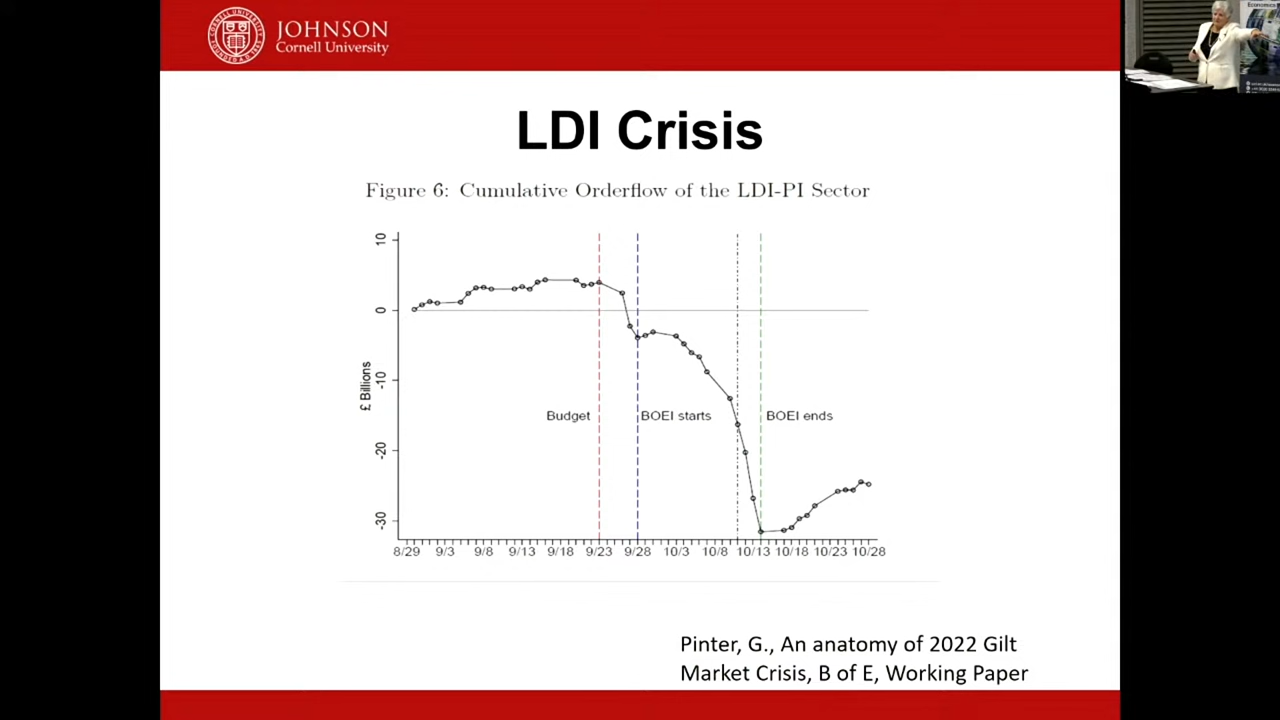 JOHNSON
Cornell University
Economics
LDI Crisis
Figure 6: Cumulative Orderflow of the LDI-PI Sector
£ Billions
10
0
-10
-20
-30
Budget
BOEI starts
BOEI ends
8/29 9/3 9/8 9/13 9/18 9/23 9/28 10/3 10/8 10/13 10/18 10/23 10/28
Pinter, G., An anatomy of 2022 Gilt
Market Crisis, B of E, Working Paper